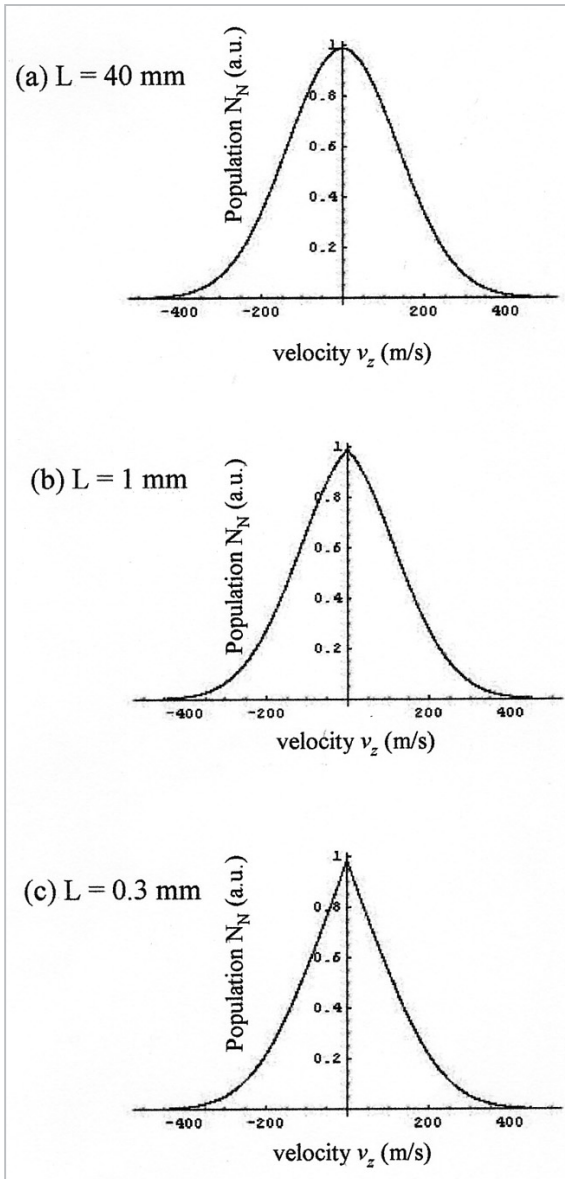 (a) L = 40 mm
Population N_N (a.u.)
1
0.8
0.6
0.4
0.2
-400 -200 200 400
velocity v_z (m/s)
(b) L = 1 mm
Population N_N (a.u.)
1
0.8
0.6
0.4
0.2
-400 -200 200 400
velocity v_z (m/s)
(c) L = 0.3 mm
Population N_N (a.u.)
1
0.8
0.6
0.4
0.2
-400 -200 200 400
velocity v_z (m/s)